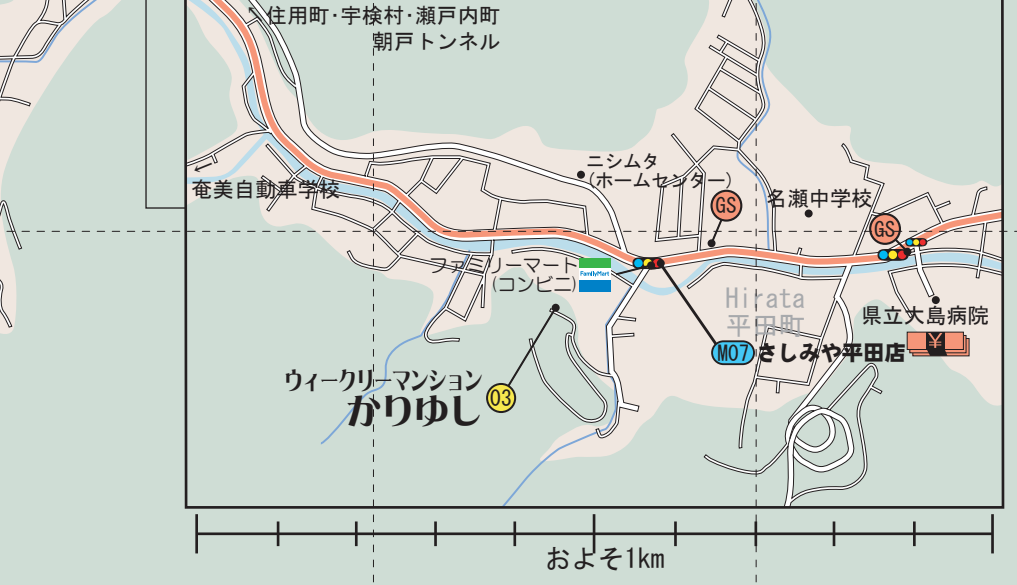 住用町・宇検村・瀬戸内町
朝戸トンネル
奄美自動車学校
ニシムタ
(ホームセンター)
GS
名瀬中学校
GS
ファミリーマート
(コンビニ)
FamilyMart
Hirata
平田町
県立大島病院
M07 さしみや平田店
ウィークリーマンション
かりゆし 03
およそ1km